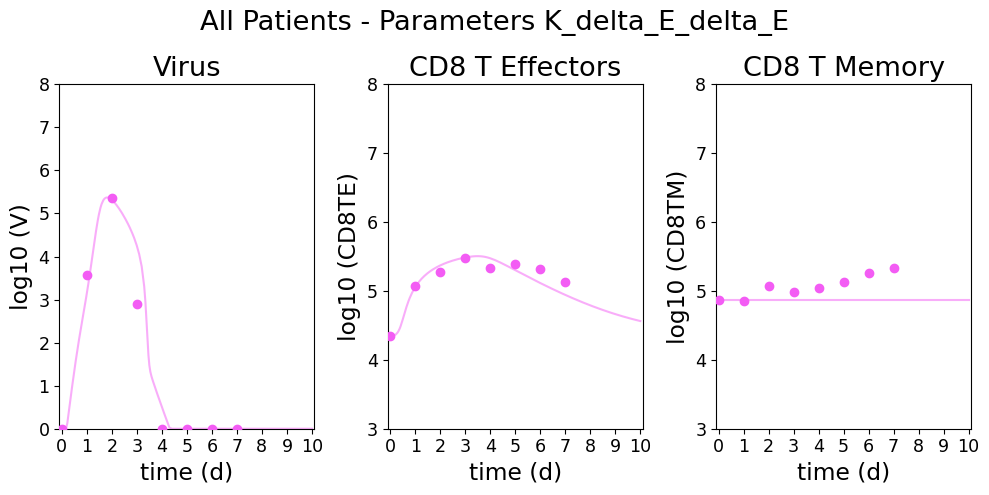 All Patients - Parameters K_delta_E_delta_E
Virus
CD8 T Effectors
CD8 T Memory
log10 (V)
8
7
6
5
4
3
2
1
0
0 1 2 3 4 5 6 7 8 9 10
time (d)
log10 (CD8TE)
8
7
6
5
4
3
0 1 2 3 4 5 6 7 8 9 10
time (d)
log10 (CD8TM)
8
7
6
5
4
3
0 1 2 3 4 5 6 7 8 9 10
time (d)